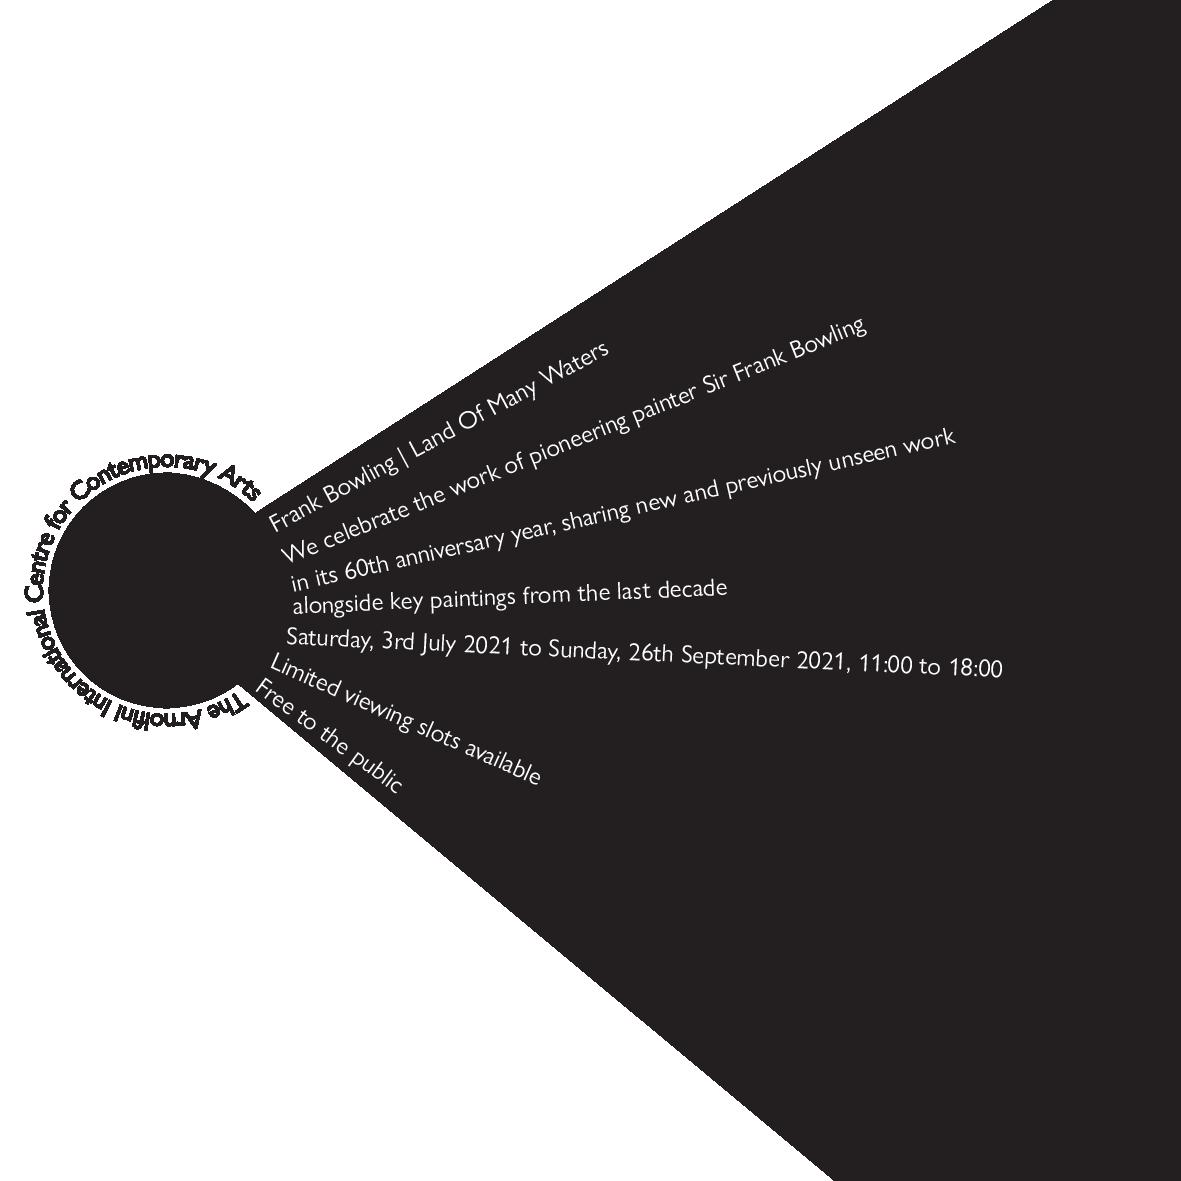 The Arnolfini International Centre for Contemporary Arts
Frank Bowling | Land Of Many Waters
We celebrate the work of pioneering painter Sir Frank Bowling
in its 60th anniversary year, sharing new and previously unseen work
alongside key paintings from the last decade
Saturday, 3rd July 2021 to Sunday, 26th September 2021, 11:00 to 18:00
Limited viewing slots available
Free to the public